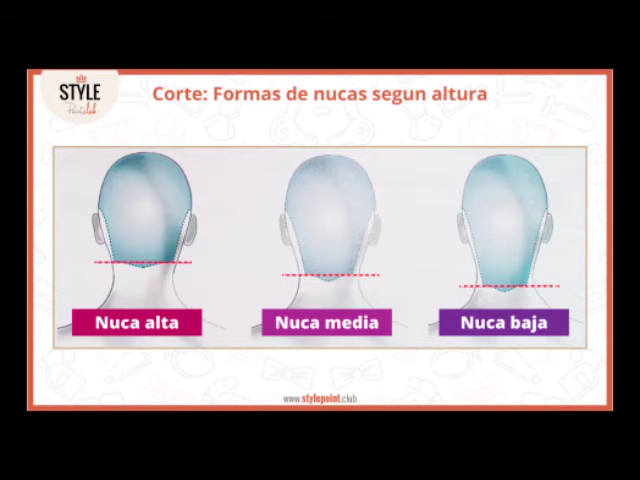 STYLE
Point.club
Corte: Formas de nucas segun altura
Nuca alta
Nuca media
Nuca baja
www.stylepoint.club